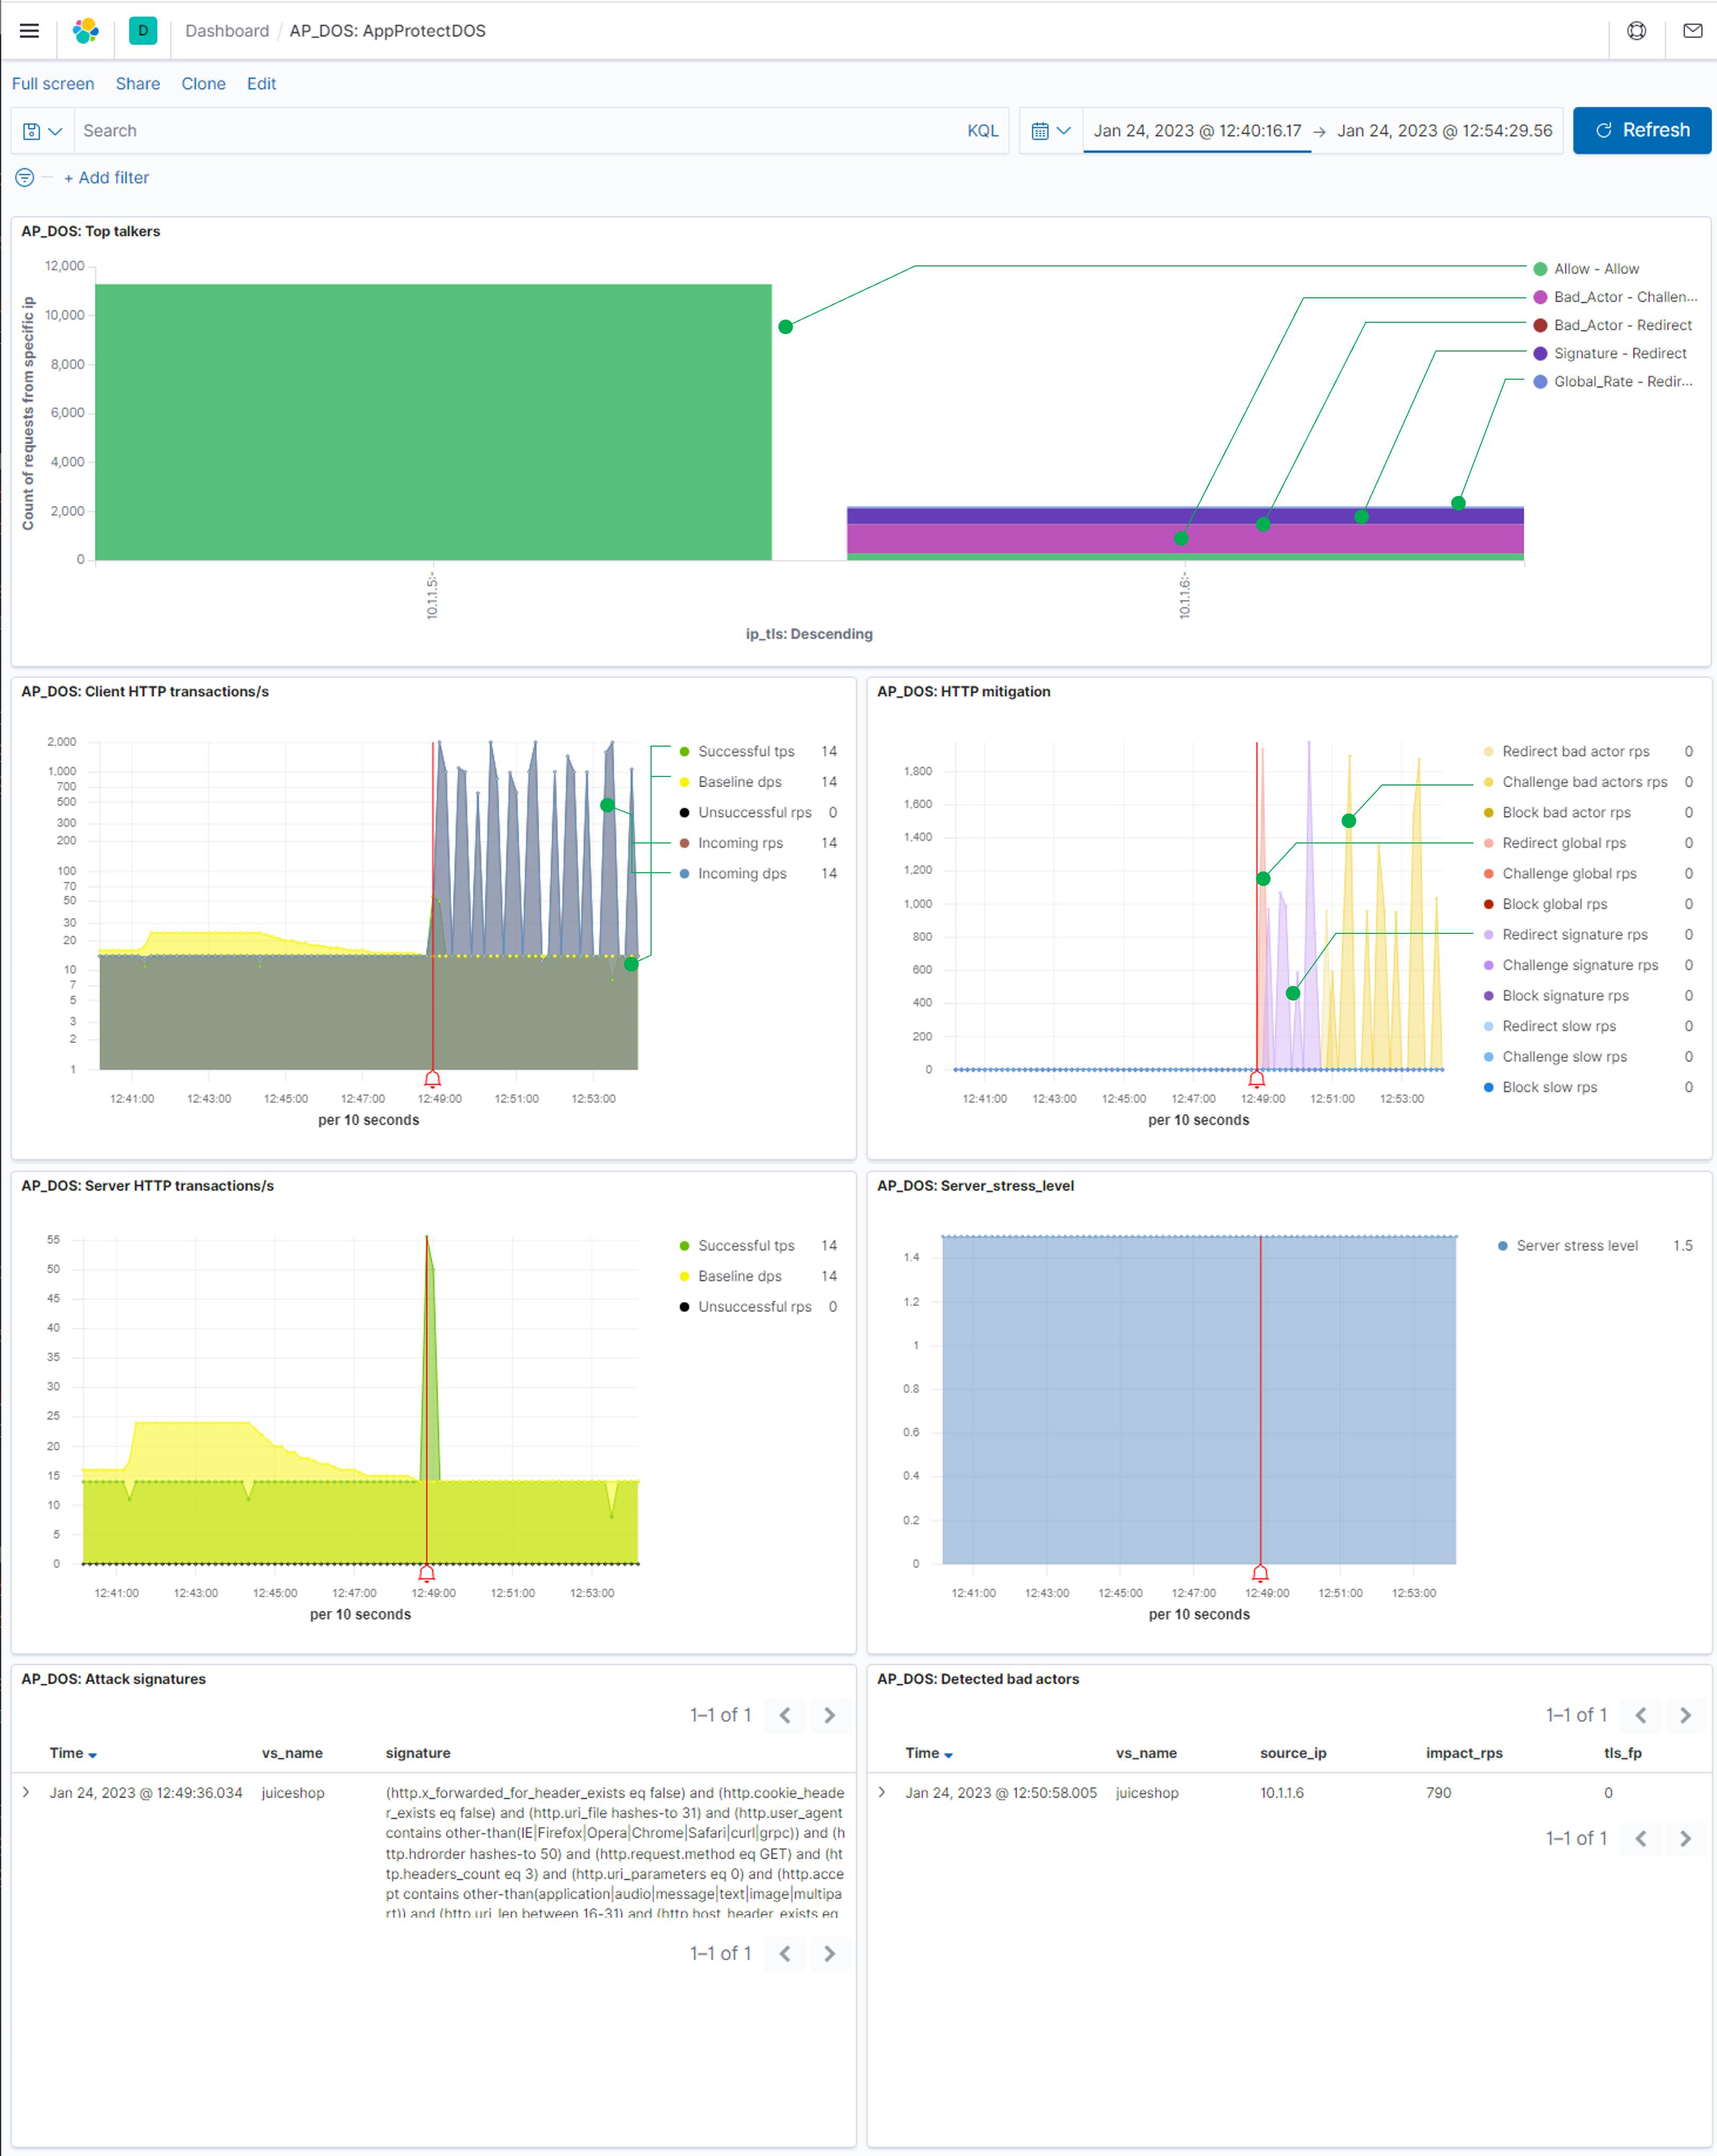 D
Dashboard / AP_DOS: AppProtectDOS
Full screen Share Clone Edit
Search KQL Jan 24, 2023 @ 12:40:16.17 → Jan 24, 2023 @ 12:54:29.56 Refresh
+ Add filter
AP_DOS: Top talkers
Count of requests from specific ip
12,000
10,000
8,000
6,000
4,000
2,000
0
10.1.1.5:-
10.1.1.6:-
ip_tls: Descending
Allow - Allow
Bad_Actor - Challen...
Bad_Actor - Redirect
Signature - Redirect
Global_Rate - Redir...
AP_DOS: Client HTTP transactions/s
2,000
1,000
700
500
300
200
100
70
50
30
20
10
7
5
3
2
1
12:41:00 12:43:00 12:45:00 12:47:00 12:49:00 12:51:00 12:53:00
per 10 seconds
Successful tps 14
Baseline dps 14
Unsuccessful rps 0
Incoming rps 14
Incoming dps 14
AP_DOS: HTTP mitigation
1,800
1,600
1,400
1,200
1,000
800
600
400
200
0
12:41:00 12:43:00 12:45:00 12:47:00 12:49:00 12:51:00 12:53:00
per 10 seconds
Redirect bad actor rps 0
Challenge bad actors rps 0
Block bad actor rps 0
Redirect global rps 0
Challenge global rps 0
Block global rps 0
Redirect signature rps 0
Challenge signature rps 0
Block signature rps 0
Redirect slow rps 0
Challenge slow rps 0
Block slow rps 0
AP_DOS: Server HTTP transactions/s
55
50
45
40
35
30
25
20
15
10
5
0
12:41:00 12:43:00 12:45:00 12:47:00 12:49:00 12:51:00 12:53:00
per 10 seconds
Successful tps 14
Baseline dps 14
Unsuccessful rps 0
AP_DOS: Server_stress_level
1.4
1.2
1
0.8
0.6
0.4
0.2
0
12:41:00 12:43:00 12:45:00 12:47:00 12:49:00 12:51:00 12:53:00
per 10 seconds
Server stress level 1.5
AP_DOS: Attack signatures
1–1 of 1
Time vs_name signature
Jan 24, 2023 @ 12:49:36.034 juiceshop (http.x_forwarded_for_header_exists eq false) and (http.cookie_heade
r_exists eq false) and (http.uri_file hashes-to 31) and (http.user_agent
contains other-than(IE|Firefox|Opera|Chrome|Safari|curl|grpc)) and (h
ttp.hdrorder hashes-to 50) and (http.request.method eq GET) and (ht
tp.headers_count eq 3) and (http.uri_parameters eq 0) and (http.acce
pt contains other-than(application|audio|message|text|image|multipa
rt)) and (http.uri_len between 16-31) and (http.host_header_exists eq
1–1 of 1
AP_DOS: Detected bad actors
1–1 of 1
Time vs_name source_ip impact_rps tls_fp
Jan 24, 2023 @ 12:50:58.005 juiceshop 10.1.1.6 790 0
1–1 of 1